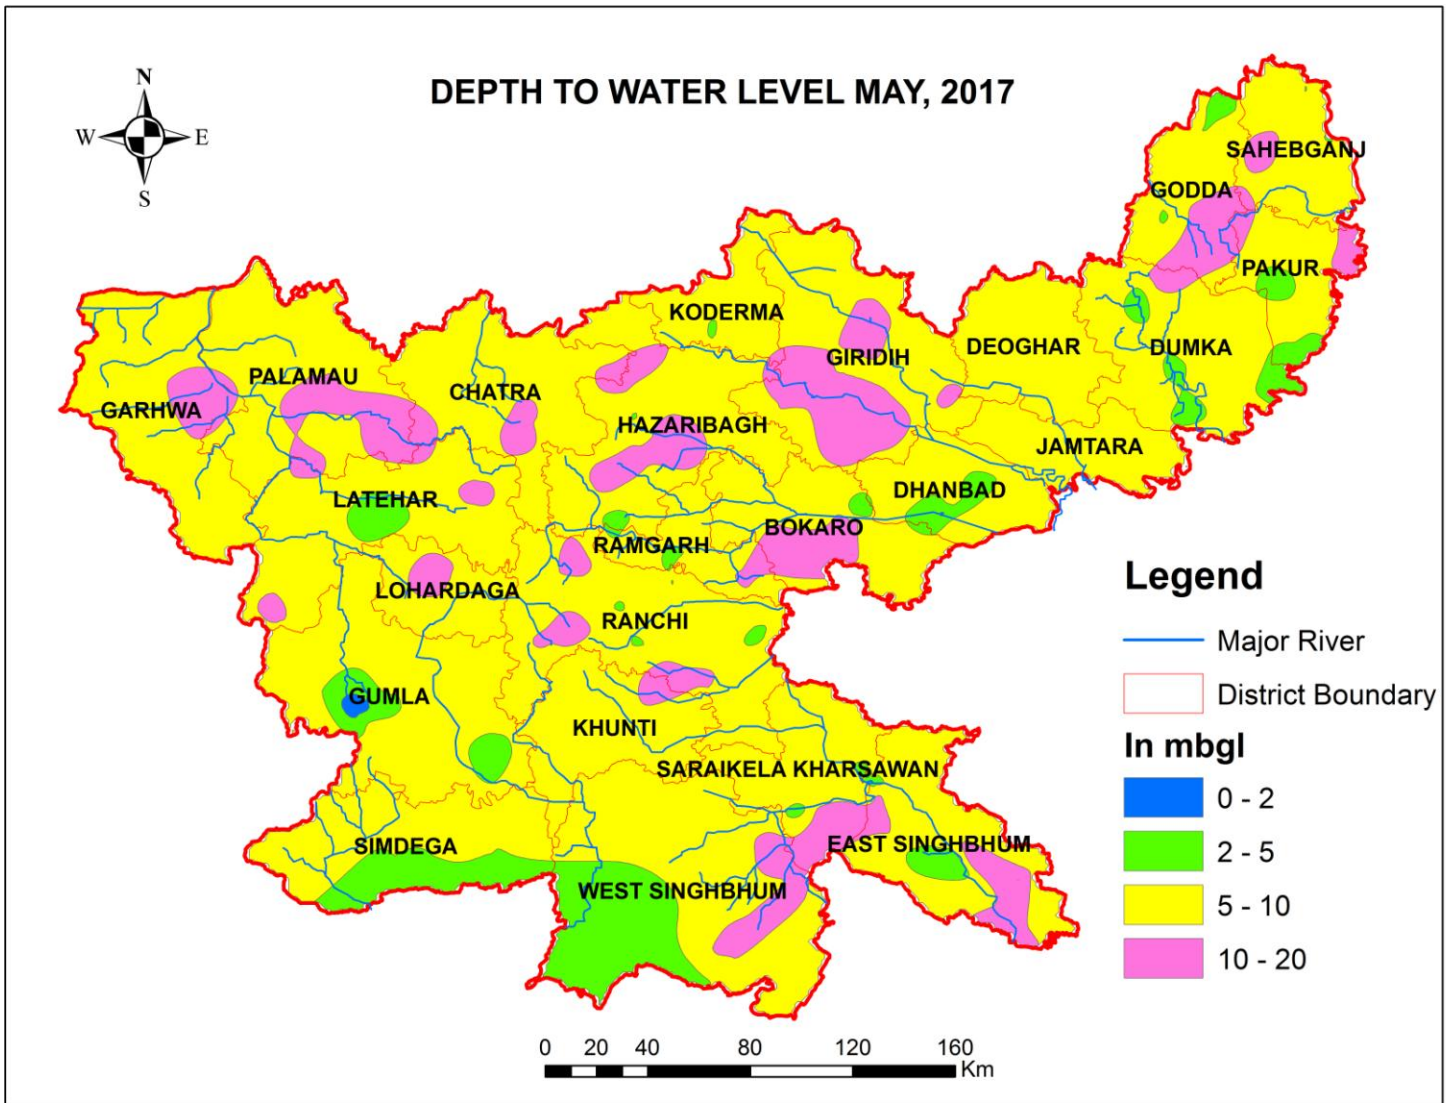 DEPTH TO WATER LEVEL MAY, 2017
N
W E
S
SAHEBGANJ
GODDA
PAKUR
KODERMA
DEOGHAR
DUMKA
GIRIDIH
PALAMAU
CHATRA
GARHWA
HAZARIBAGH
JAMTARA
LATEHAR
DHANBAD
BOKARO
RAMGARH
LOHARDAGA
RANCHI
GUMLA
KHUNTI
SARAIKELA KHARSAWAN
SIMDEGA
EAST SINGHBHUM
WEST SINGHBHUM
Legend
Major River
District Boundary
In mbgl
0 - 2
2 - 5
5 - 10
10 - 20
0 20 40 80 120 160
Km